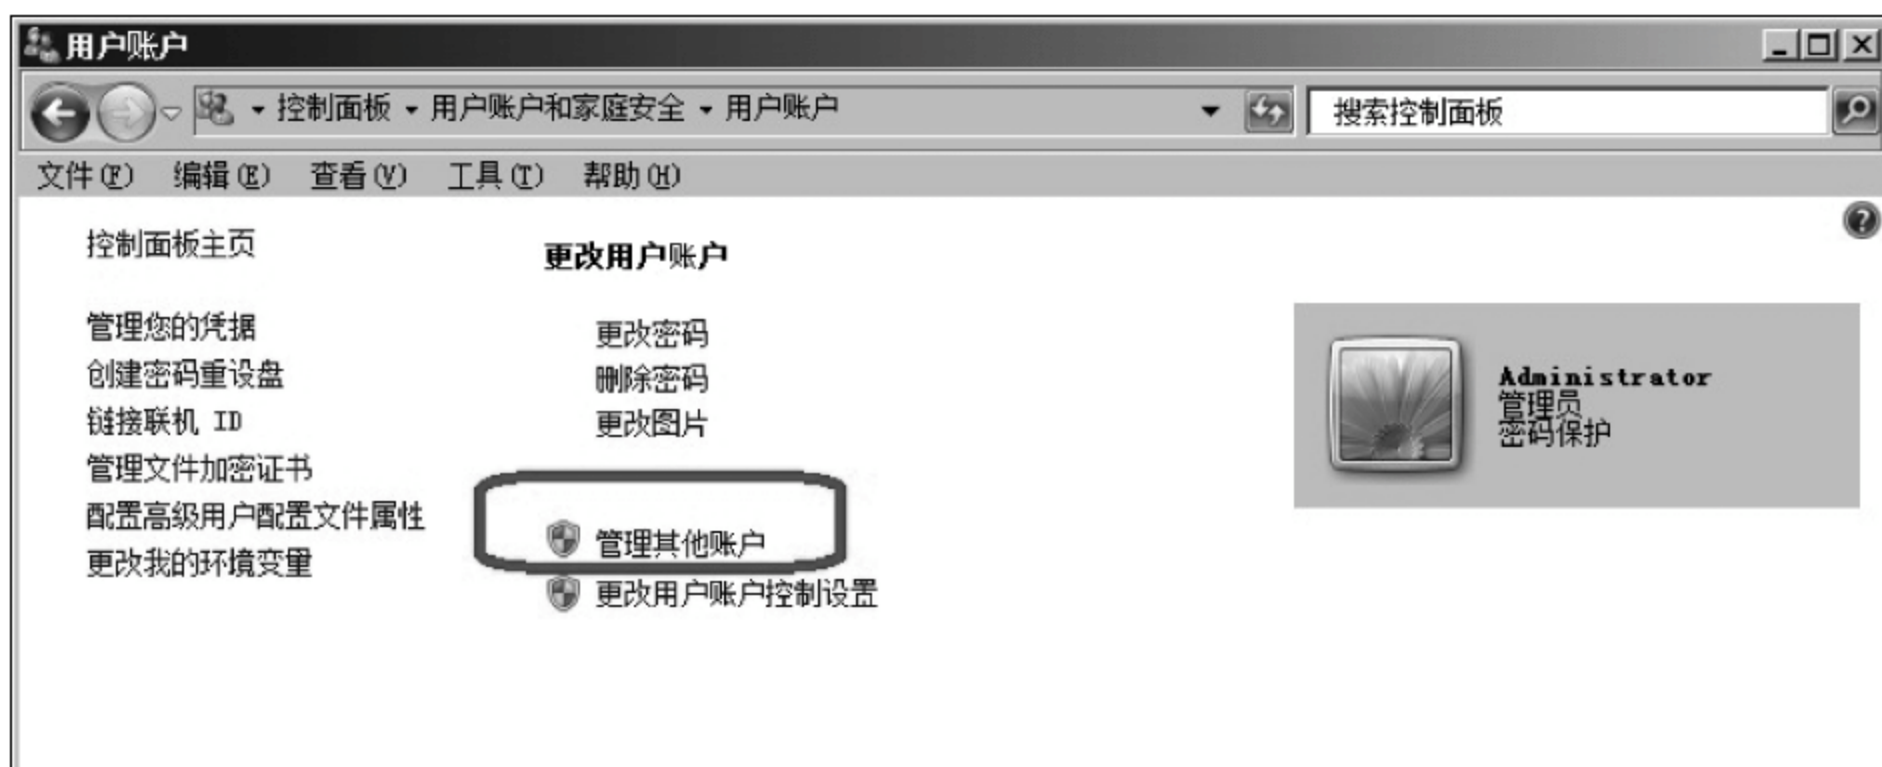 用户账户
控制面板 用户账户和家庭安全 用户账户
搜索控制面板
文件(F) 编辑(E) 查看(V) 工具(T) 帮助(H)
控制面板主页
管理您的凭据
创建密码重设盘
链接联机 ID
管理文件加密证书
配置高级用户配置文件属性
更改我的环境变量
更改用户账户
更改密码
删除密码
更改图片
管理其他账户
更改用户账户控制设置
Administrator
管理员
密码保护